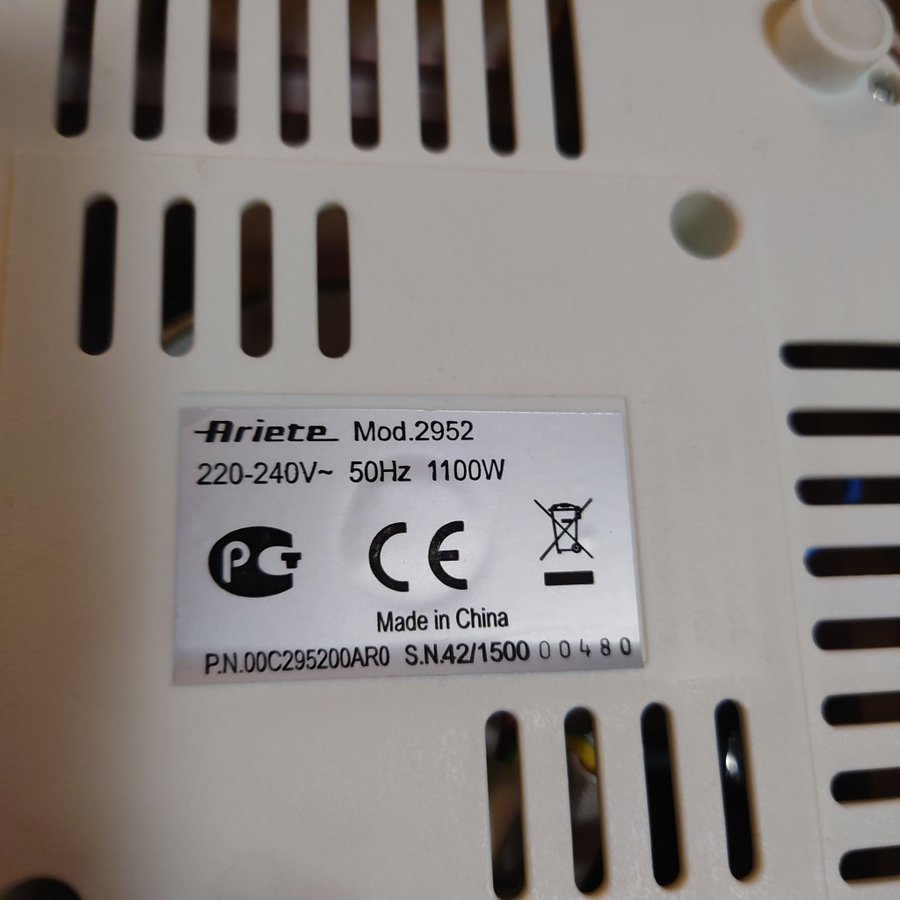 Ariete Mod.2952
220-240V~ 50Hz 1100W
PCT
CE
Made in China
P.N.00C295200AR0 S.N.42/1500 00480